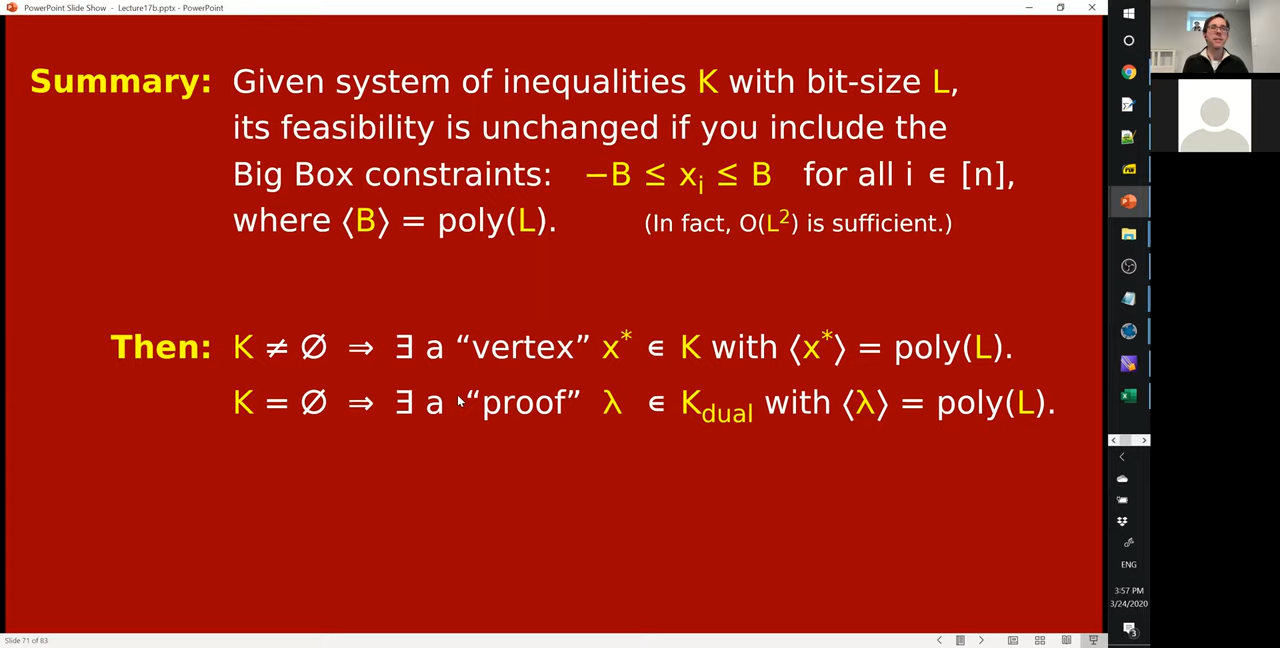 PowerPoint Slide Show - Lecture17b.pptx - PowerPoint
Summary: Given system of inequalities K with bit-size L,
its feasibility is unchanged if you include the
Big Box constraints: −B ≤ xᵢ ≤ B for all i ∈ [n],
where ⟨B⟩ = poly(L). (In fact, O(L²) is sufficient.)
Then: K ≠ ∅ ⇒ ∃ a “vertex” x* ∈ K with ⟨x*⟩ = poly(L).
K = ∅ ⇒ ∃ a “proof” λ ∈ K_dual with ⟨λ⟩ = poly(L).
ENG
3:57 PM
3/24/2020
3
Slide 71 of 83